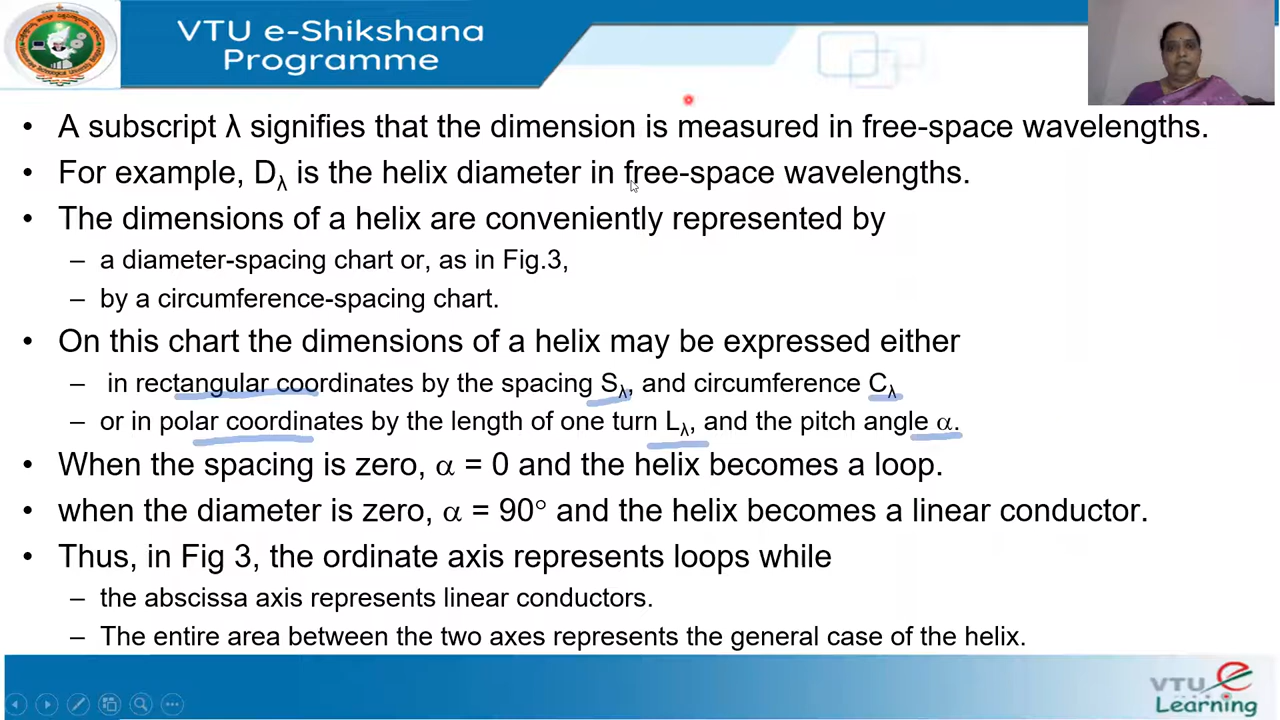 VTU e-Shikshana
Programme
• A subscript λ signifies that the dimension is measured in free-space wavelengths.
• For example, Dλ is the helix diameter in free-space wavelengths.
• The dimensions of a helix are conveniently represented by
– a diameter-spacing chart or, as in Fig.3,
– by a circumference-spacing chart.
• On this chart the dimensions of a helix may be expressed either
– in rectangular coordinates by the spacing Sλ, and circumference Cλ
– or in polar coordinates by the length of one turn Lλ, and the pitch angle α.
• When the spacing is zero, α = 0 and the helix becomes a loop.
• when the diameter is zero, α = 90° and the helix becomes a linear conductor.
• Thus, in Fig 3, the ordinate axis represents loops while
– the abscissa axis represents linear conductors.
– The entire area between the two axes represents the general case of the helix.
VTU e
Learning